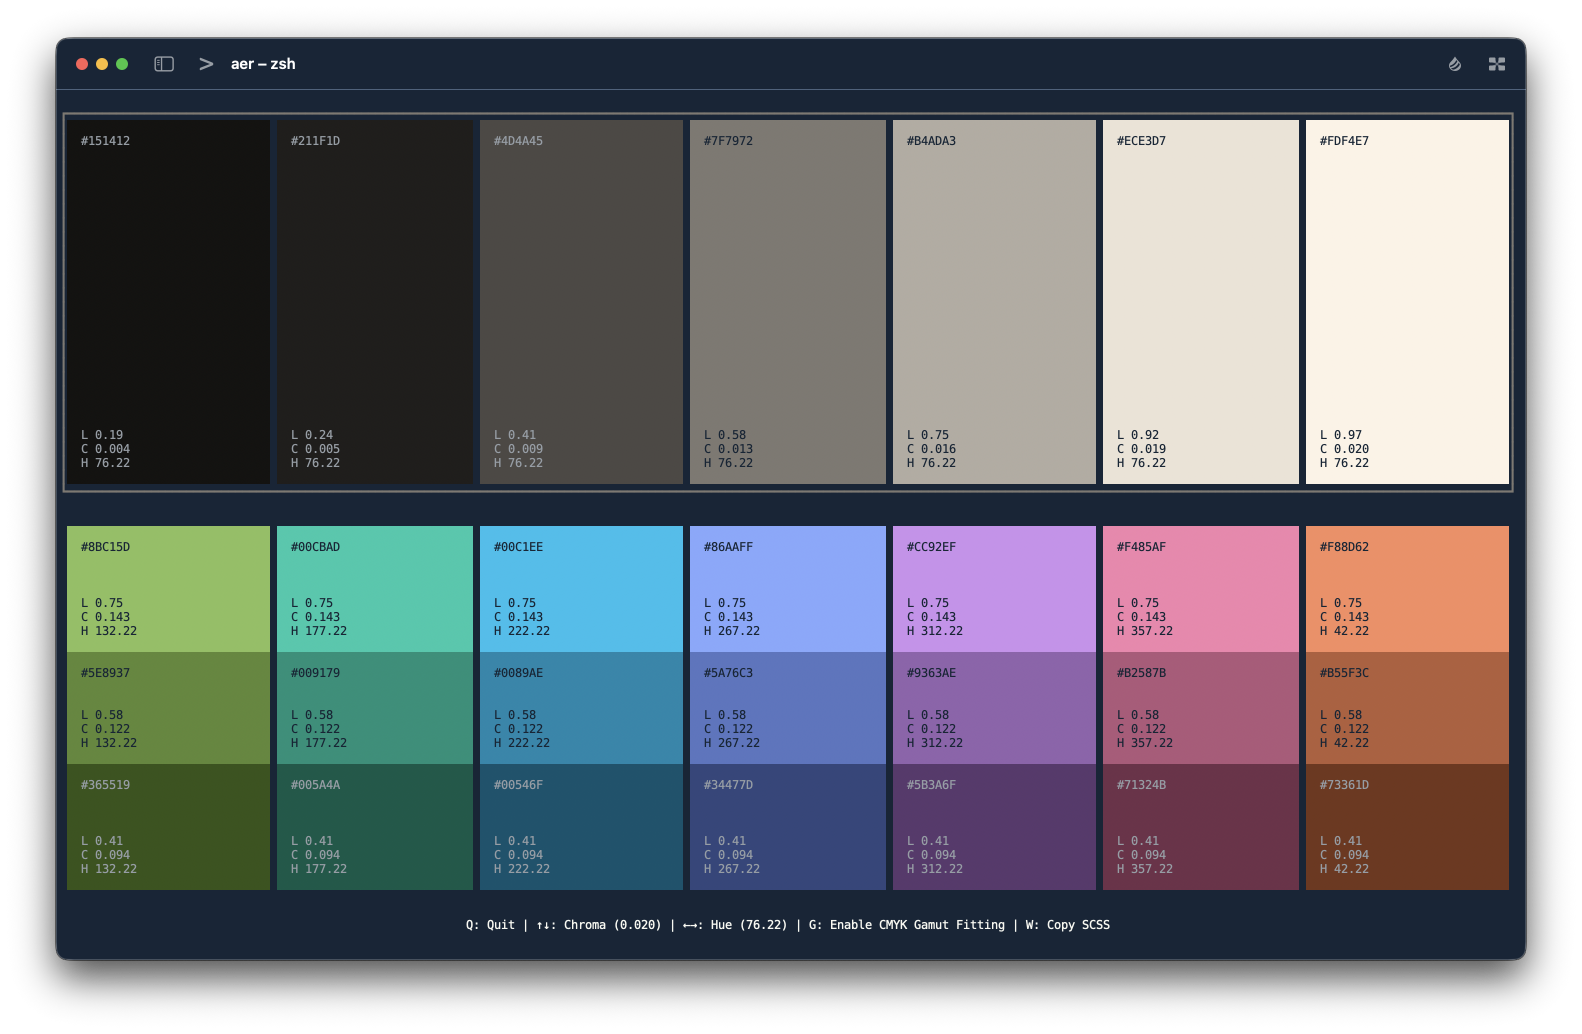 aer – zsh
#151412
#211F1D
#4D4A45
#7F7972
#B4ADA3
#ECE3D7
#FDF4E7
L 0.19
C 0.004
H 76.22
L 0.24
C 0.005
H 76.22
L 0.41
C 0.009
H 76.22
L 0.58
C 0.013
H 76.22
L 0.75
C 0.016
H 76.22
L 0.92
C 0.019
H 76.22
L 0.97
C 0.020
H 76.22
#8BC15D
L 0.75
C 0.143
H 132.22
#00CBAD
L 0.75
C 0.143
H 177.22
#00C1EE
L 0.75
C 0.143
H 222.22
#86AAFF
L 0.75
C 0.143
H 267.22
#CC92EF
L 0.75
C 0.143
H 312.22
#F485AF
L 0.75
C 0.143
H 357.22
#F88D62
L 0.75
C 0.143
H 42.22
#5E8937
L 0.58
C 0.122
H 132.22
#009179
L 0.58
C 0.122
H 177.22
#0089AE
L 0.58
C 0.122
H 222.22
#5A76C3
L 0.58
C 0.122
H 267.22
#9363AE
L 0.58
C 0.122
H 312.22
#B2587B
L 0.58
C 0.122
H 357.22
#B55F3C
L 0.58
C 0.122
H 42.22
#365519
L 0.41
C 0.094
H 132.22
#005A4A
L 0.41
C 0.094
H 177.22
#00546F
L 0.41
C 0.094
H 222.22
#34477D
L 0.41
C 0.094
H 267.22
#5B3A6F
L 0.41
C 0.094
H 312.22
#71324B
L 0.41
C 0.094
H 357.22
#73361D
L 0.41
C 0.094
H 42.22
Q: Quit | ↑↓: Chroma (0.020) | ←→: Hue (76.22) | G: Enable CMYK Gamut Fitting | W: Copy SCSS